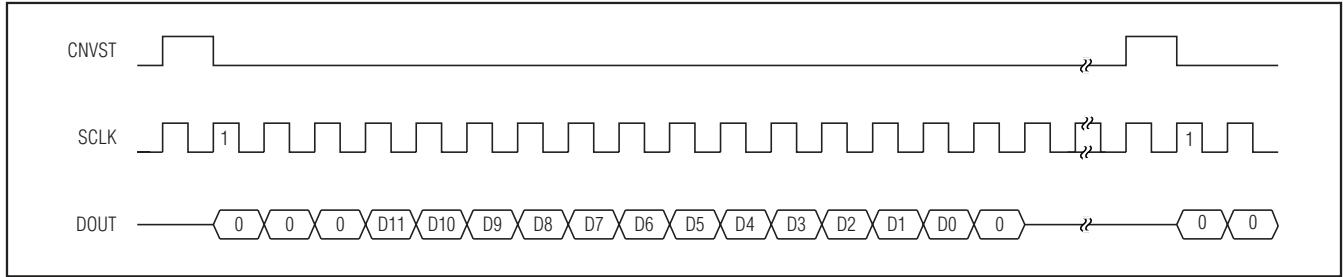 CNVST
SCLK 1 1
DOUT 0 0 0 D11 D10 D9 D8 D7 D6 D5 D4 D3 D2 D1 D0 0 0 0